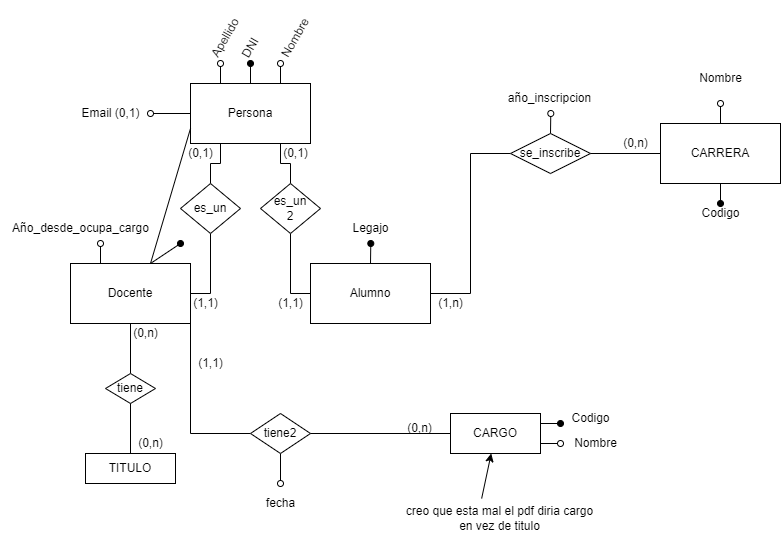 Apellido
DNI
Nombre
Email (0,1)
Persona
(0,1)
(0,1)
es_un
es_un
2
Año_desde_ocupa_cargo
Docente
(1,1)
(1,1)
Legajo
Alumno
(1,n)
año_inscripcion
se_inscribe
(0,n)
Nombre
CARRERA
Codigo
(0,n)
tiene
(0,n)
TITULO
(1,1)
tiene2
fecha
(0,n)
CARGO
Codigo
Nombre
creo que esta mal el pdf diria cargo
en vez de titulo